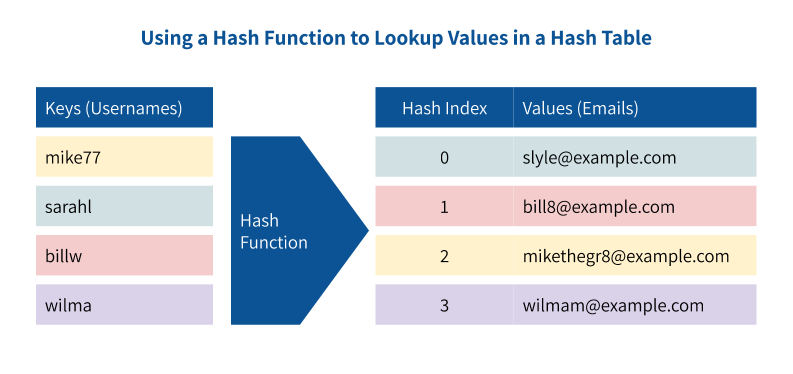 Using a Hash Function to Lookup Values in a Hash Table
Keys (Usernames)
mike77
sarahl
billw
wilma
Hash
Function
Hash Index Values (Emails)
0 slyle@example.com
1 bill8@example.com
2 mikethegr8@example.com
3 wilmam@example.com